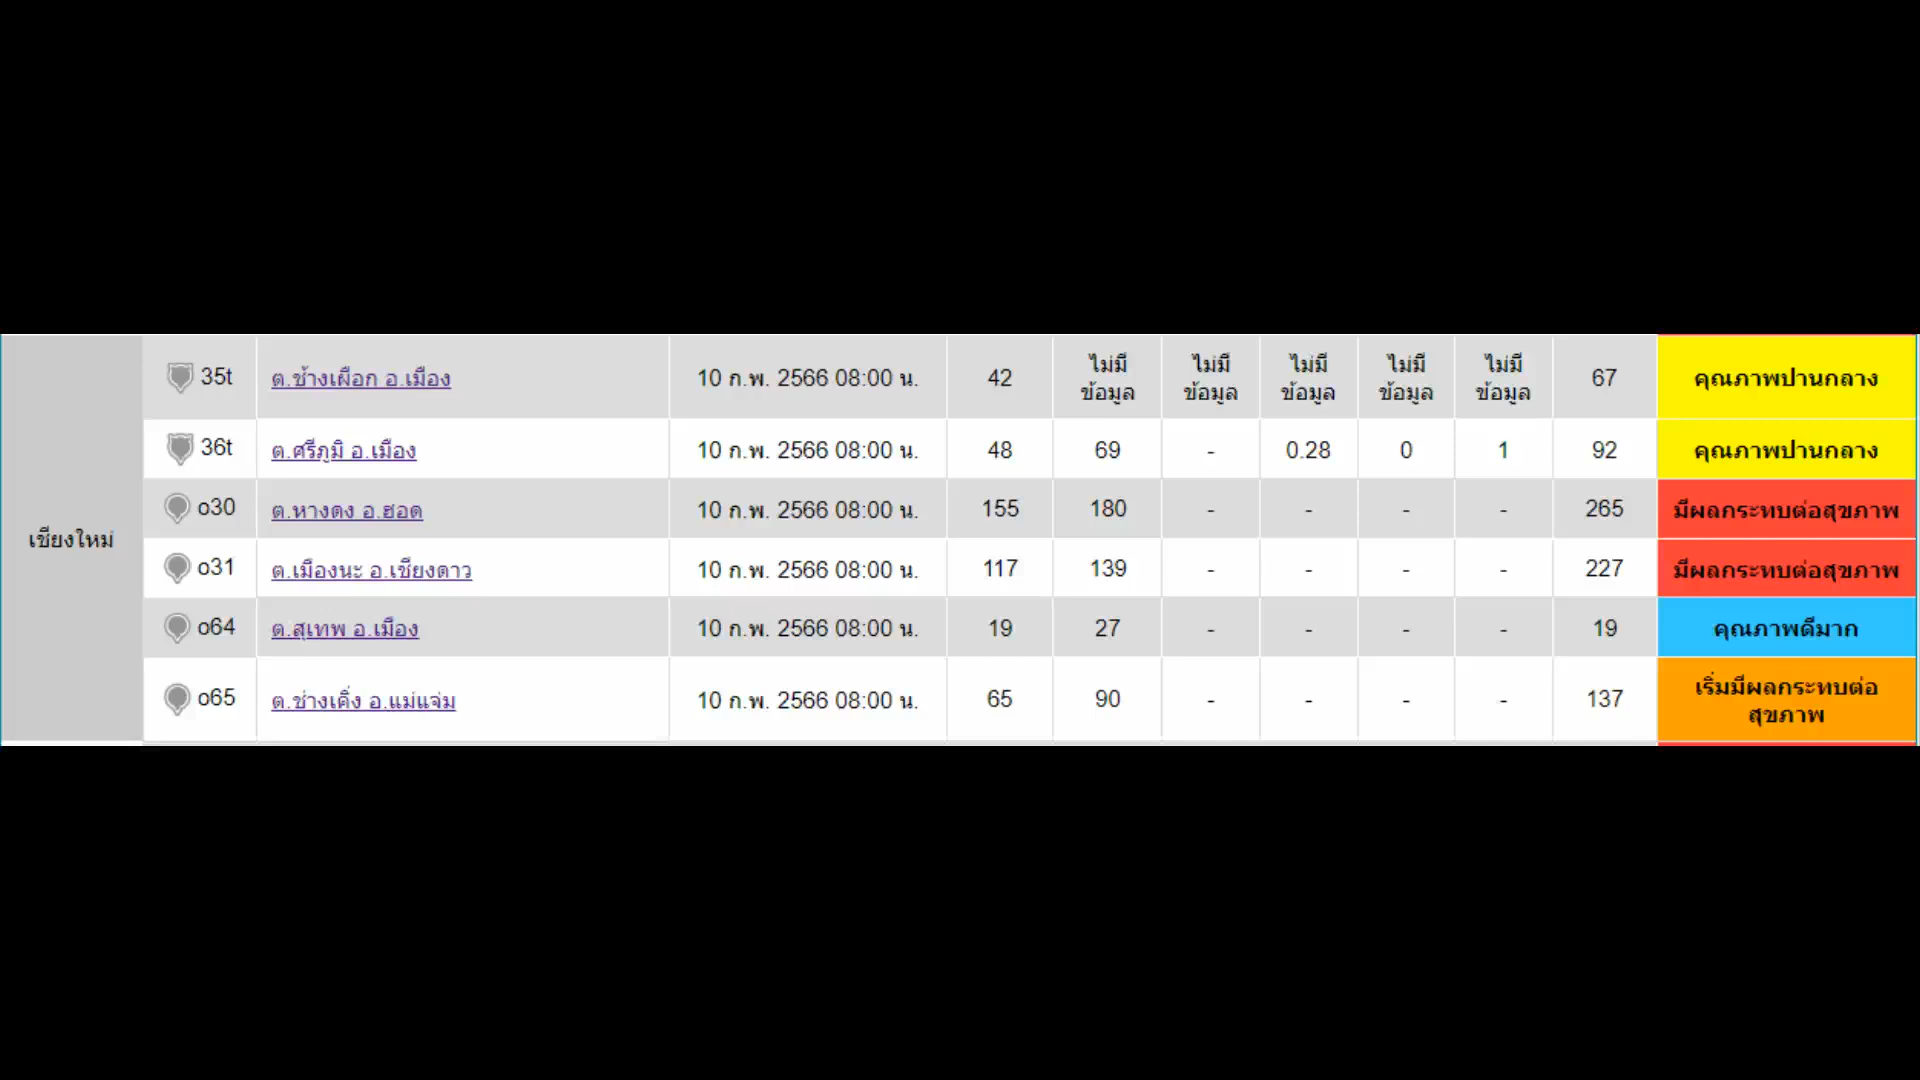 เชียงใหม่
35t ต.ช้างเผือก อ.เมือง 10 ก.พ. 2566 08:00 น. 42 ไม่มีข้อมูล ไม่มีข้อมูล ไม่มีข้อมูล ไม่มีข้อมูล ไม่มีข้อมูล 67 คุณภาพปานกลาง
36t ต.ศรีภูมิ อ.เมือง 10 ก.พ. 2566 08:00 น. 48 69 - 0.28 0 1 92 คุณภาพปานกลาง
o30 ต.หางดง อ.ฮอด 10 ก.พ. 2566 08:00 น. 155 180 - - - - 265 มีผลกระทบต่อสุขภาพ
o31 ต.เมืองนะ อ.เชียงดาว 10 ก.พ. 2566 08:00 น. 117 139 - - - - 227 มีผลกระทบต่อสุขภาพ
o64 ต.สุเทพ อ.เมือง 10 ก.พ. 2566 08:00 น. 19 27 - - - - 19 คุณภาพดีมาก
o65 ต.ช่างเคิ่ง อ.แม่แจ่ม 10 ก.พ. 2566 08:00 น. 65 90 - - - - 137 เริ่มมีผลกระทบต่อ
สุขภาพ